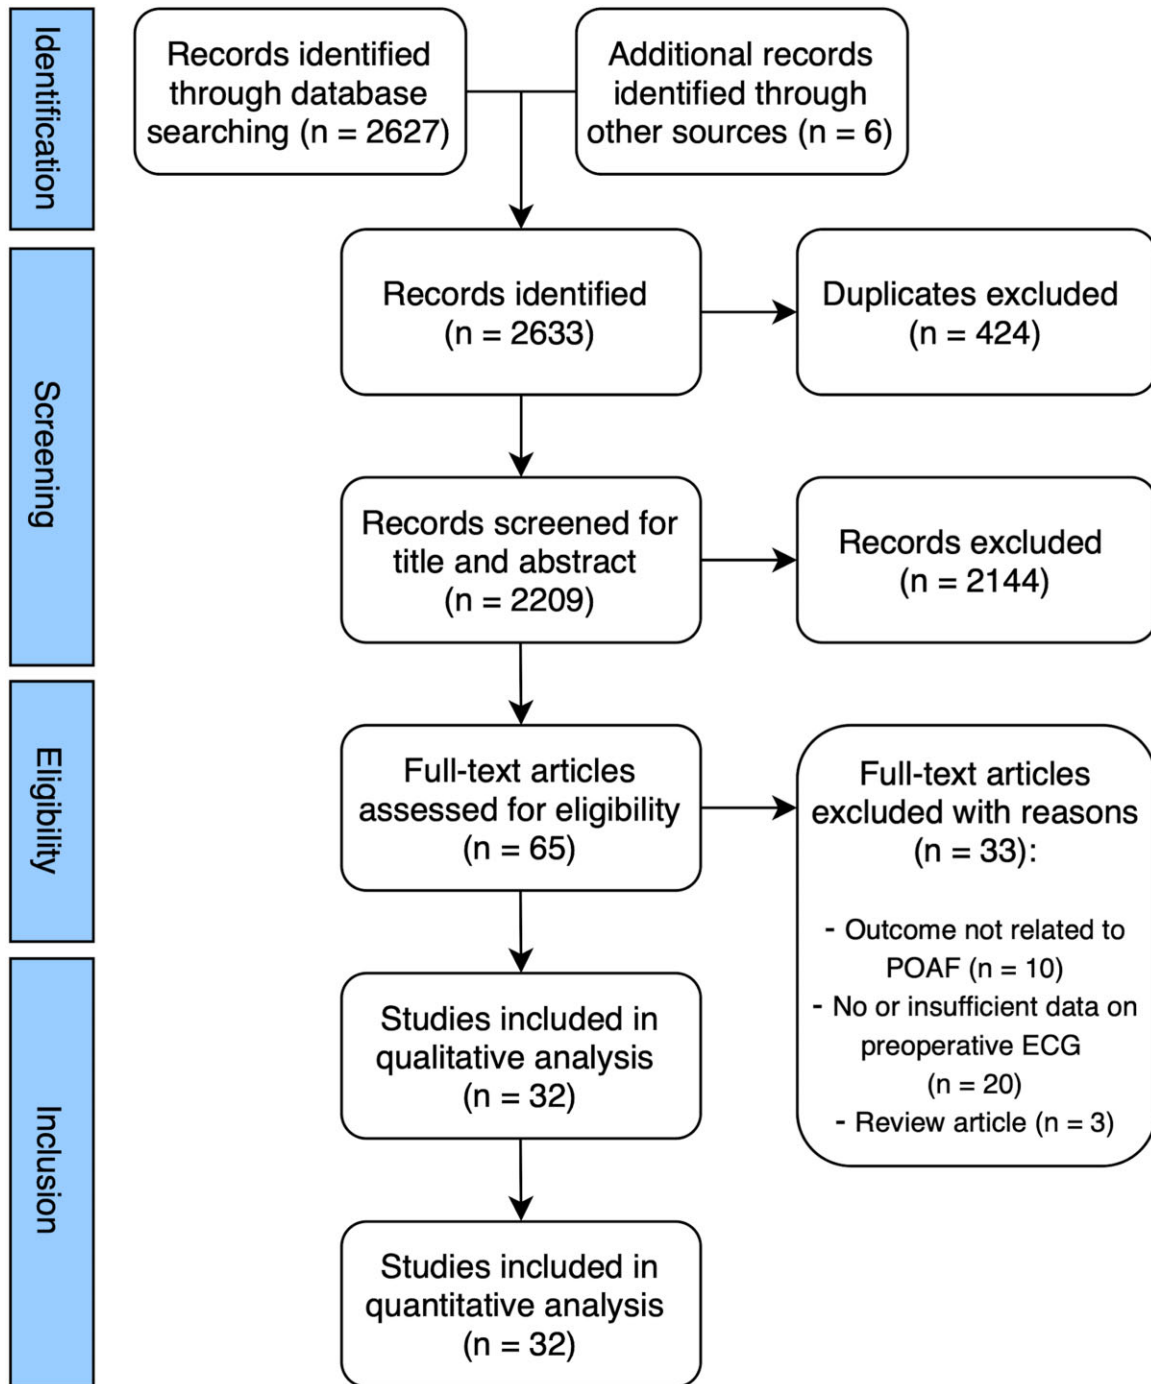 Identification
Records identified
through database
searching (n = 2627)
Additional records
identified through
other sources (n = 6)
Screening
Records identified
(n = 2633)
Duplicates excluded
(n = 424)
Records screened for
title and abstract
(n = 2209)
Records excluded
(n = 2144)
Eligibility
Full-text articles
assessed for eligibility
(n = 65)
Full-text articles
excluded with reasons
(n = 33):
- Outcome not related to
POAF (n = 10)
- No or insufficient data on
preoperative ECG
(n = 20)
- Review article (n = 3)
Inclusion
Studies included in
qualitative analysis
(n = 32)
Studies included in
quantitative analysis
(n = 32)